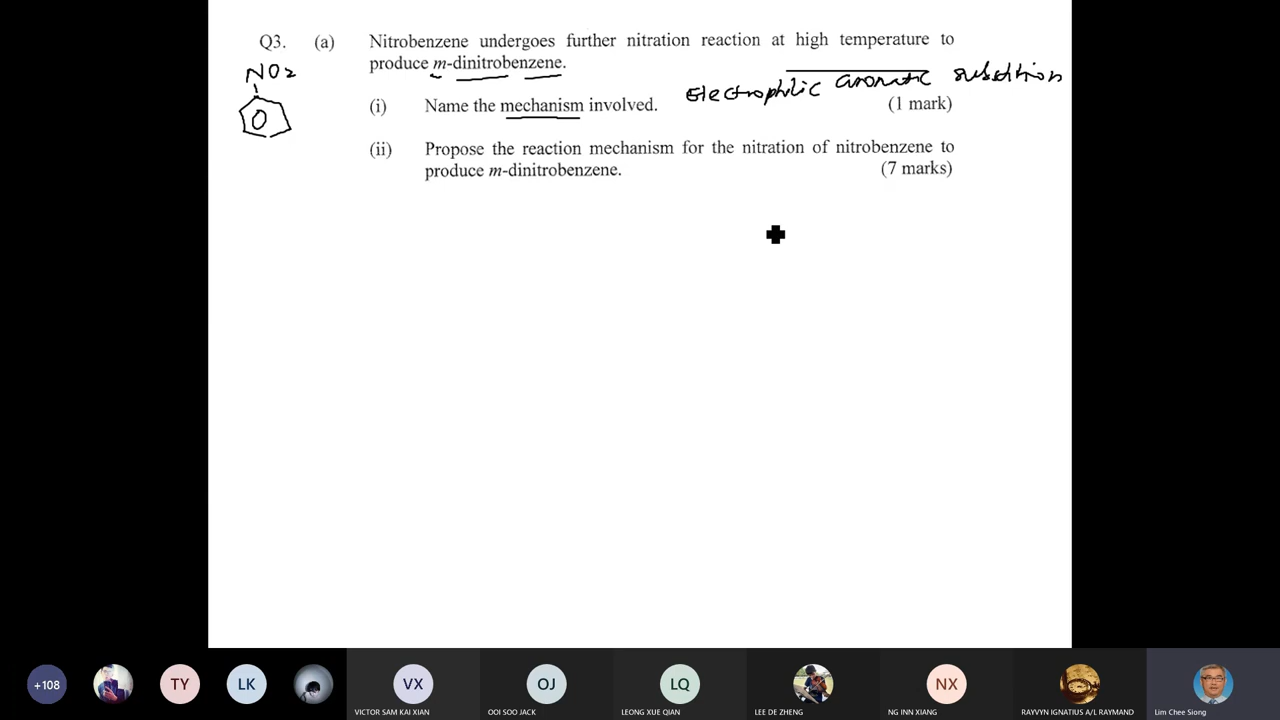 Q3. (a) Nitrobenzene undergoes further nitration reaction at high temperature to
produce m-dinitrobenzene.
NO2
Electrophilic aromatic substitution
(i) Name the mechanism involved. (1 mark)
(ii) Propose the reaction mechanism for the nitration of nitrobenzene to
produce m-dinitrobenzene. (7 marks)
+108
TY
LK
VX
OJ
LQ
NX
VICTOR SAM KAI XIAN
OOI SOO JACK
LEONG XUE QIAN
LEE DE ZHENG
NG INN XIANG
RAYVYN IGNATIUS A/L RAYMAND
Lim Chee Siong